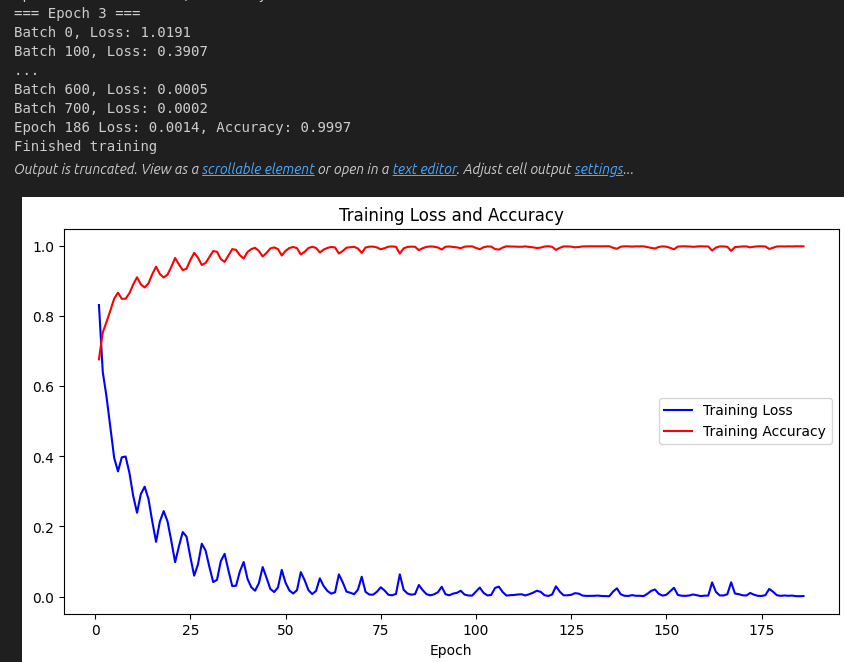 === Epoch 3 ===
Batch 0, Loss: 1.0191
Batch 100, Loss: 0.3907
...
Batch 600, Loss: 0.0005
Batch 700, Loss: 0.0002
Epoch 186 Loss: 0.0014, Accuracy: 0.9997
Finished training
Output is truncated. View as a scrollable element or open in a text editor. Adjust cell output settings...
Training Loss and Accuracy
1.0
0.8
0.6
0.4
0.2
0.0
Training Loss
Training Accuracy
0 25 50 75 100 125 150 175
Epoch